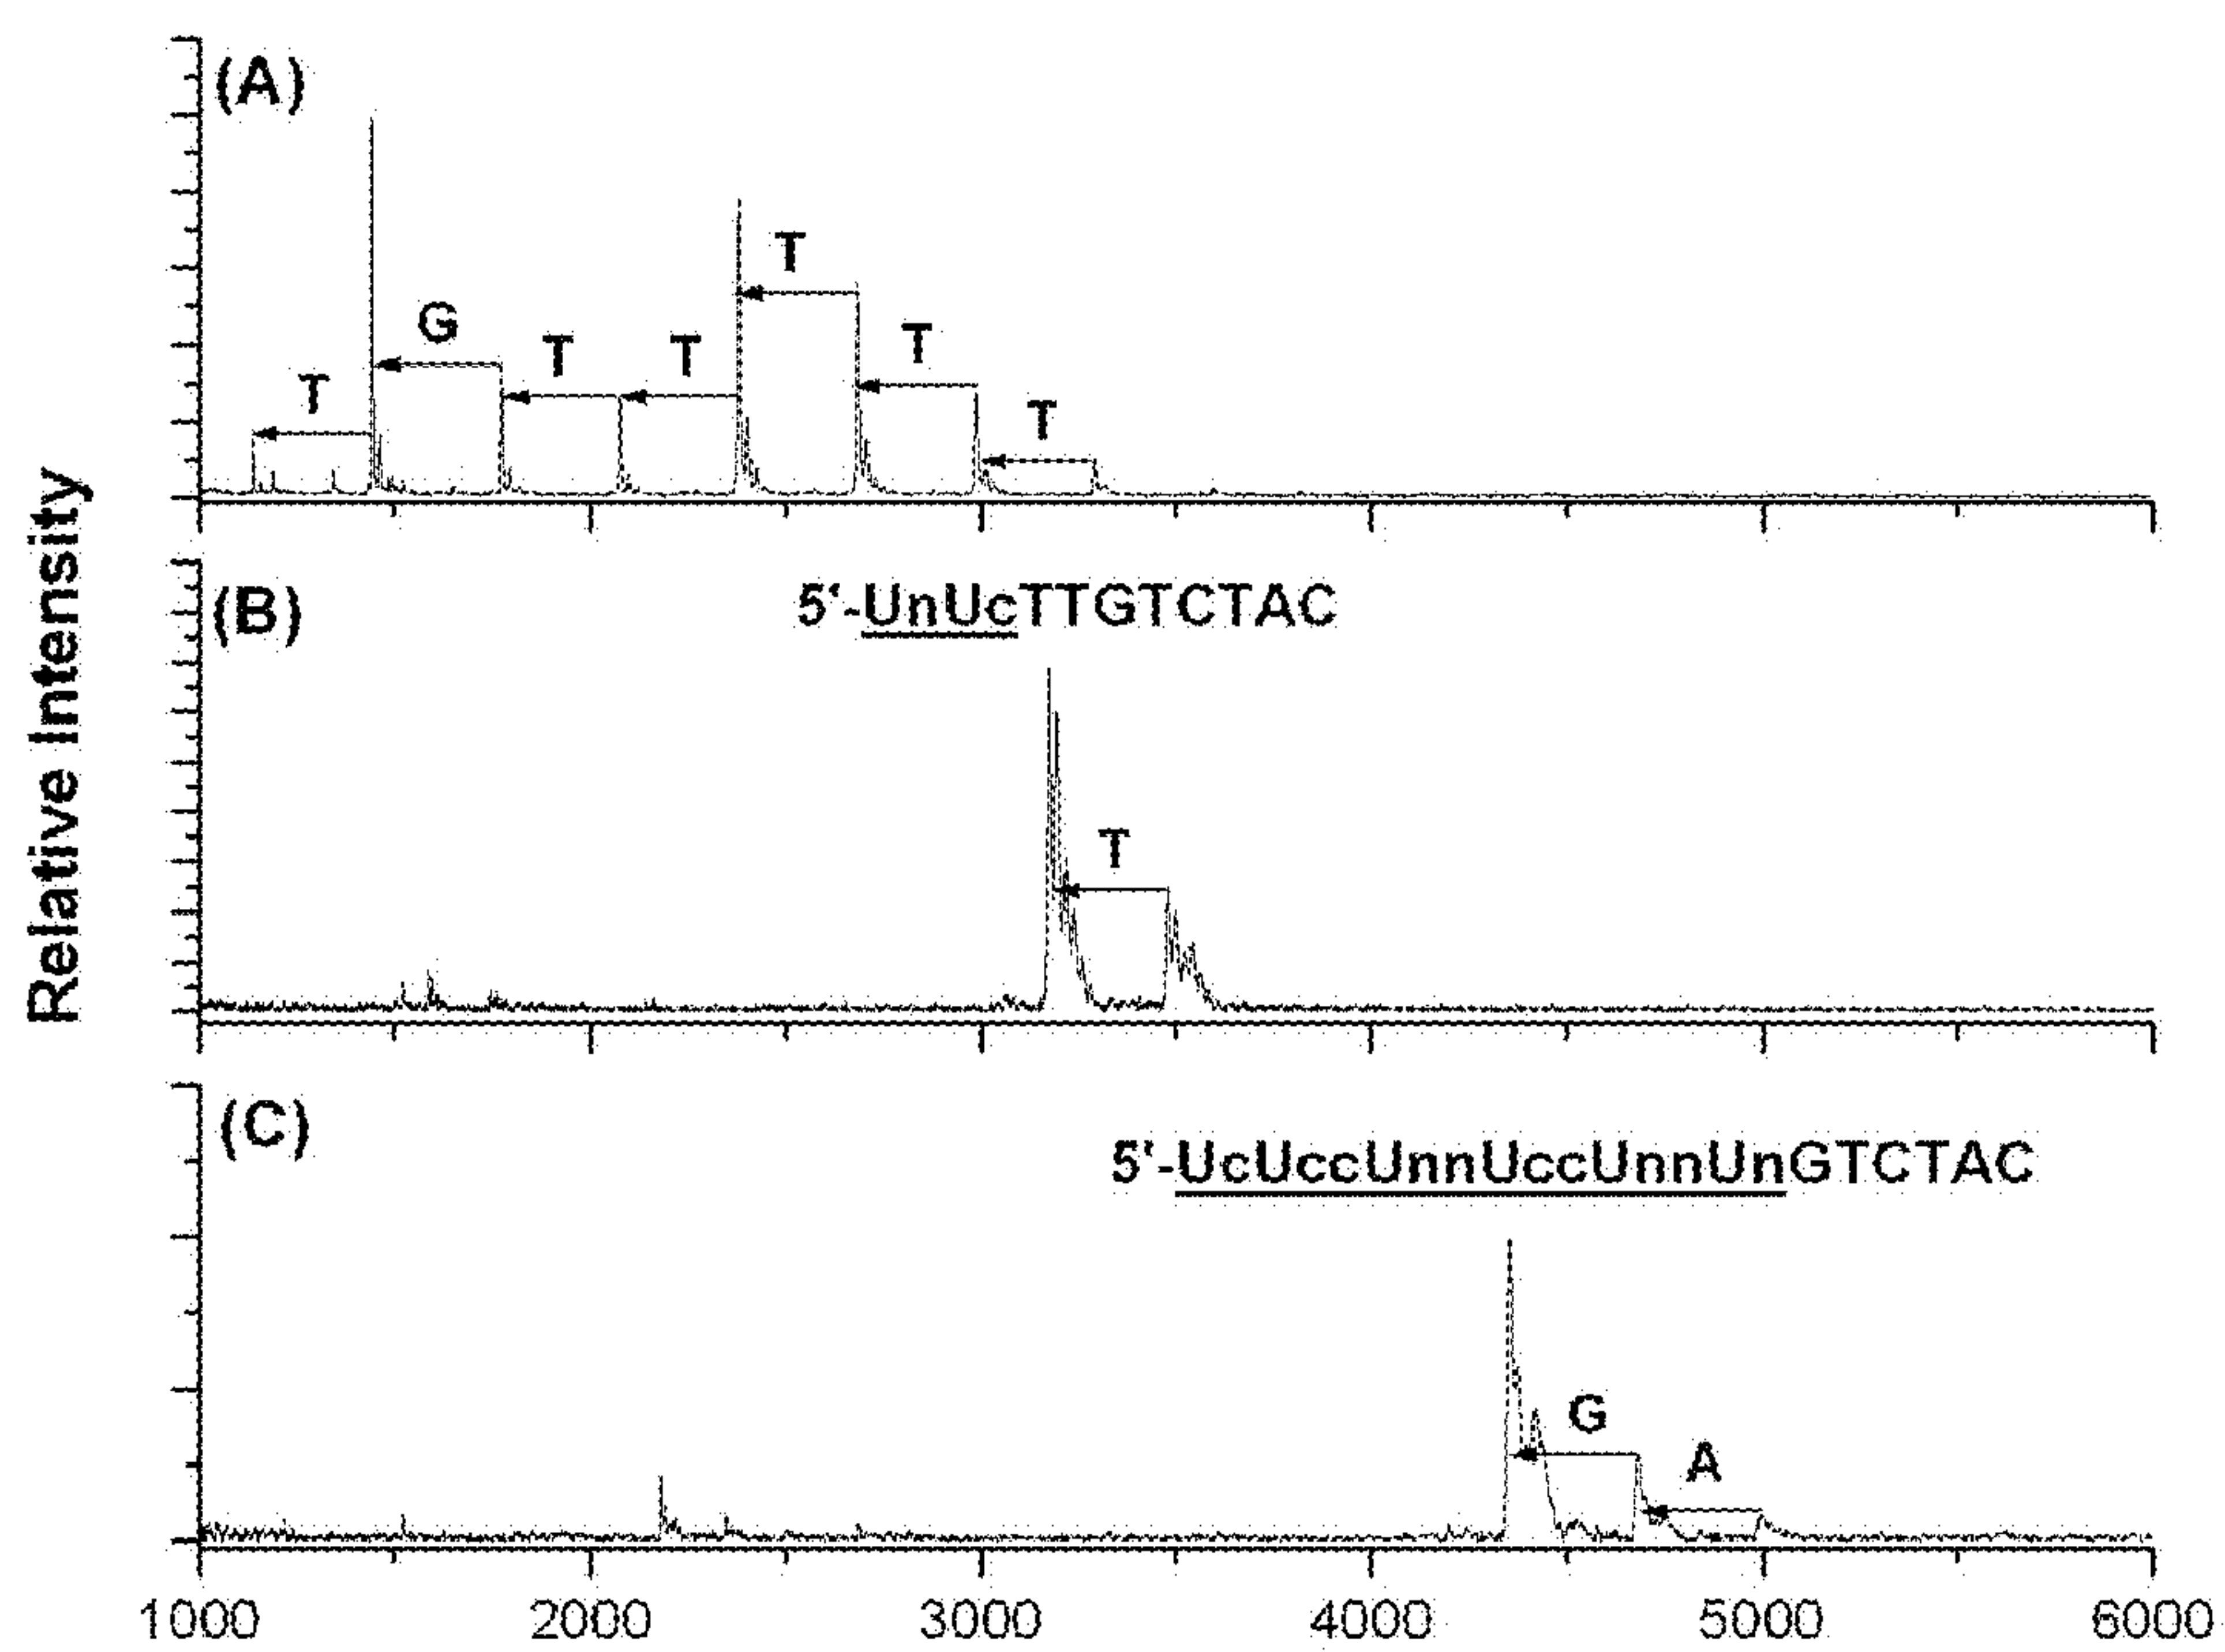 Relative Intensity
(A)
T
G
T
T
T
T
T
(B)
5'-UnUcTTGTCTAC
T
(C)
5'-UcUccUnnUccUnnUnGTCTAC
G
A
1000 2000 3000 4000 5000 6000